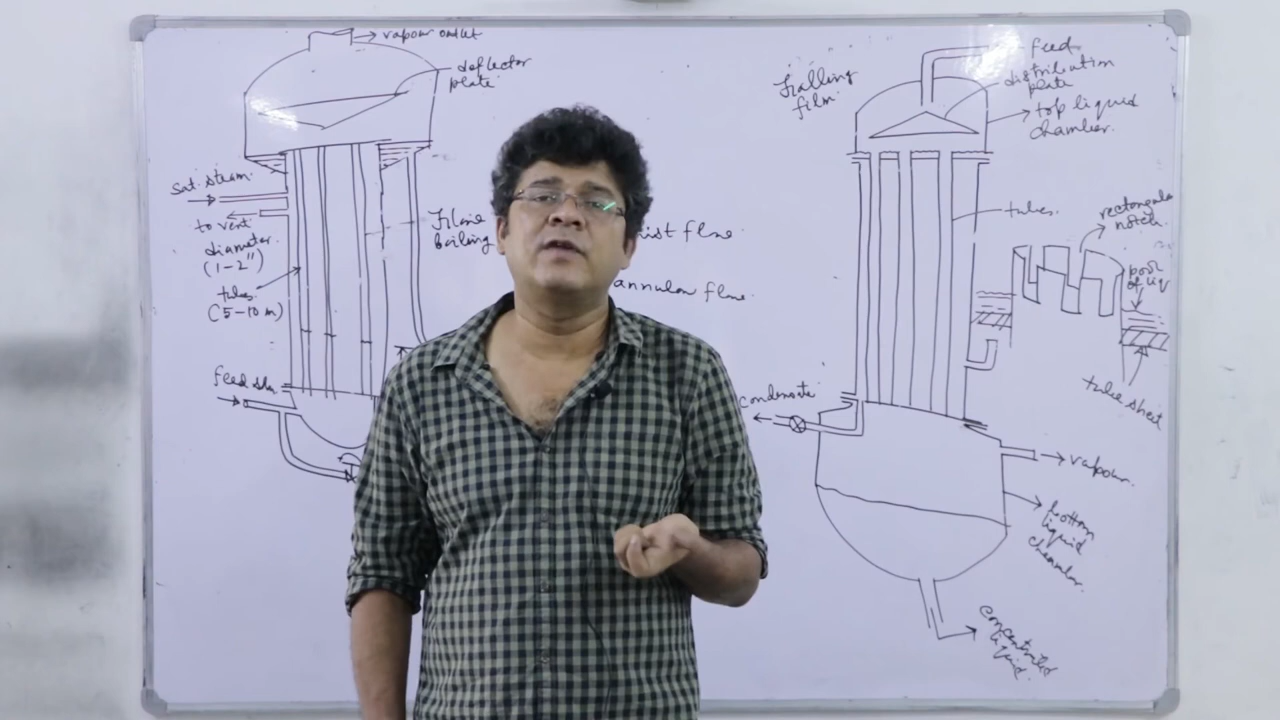 vapour outlet
deflector
plate
sat. steam
to vent
diameter
(1-2")
tubes
(5-10 m)
feed
boiling
flow
annular flow
Falling
film
feed
distribution
plate
top liquid
chamber
tubes
rectangular
notch
pool
of liq
tube sheet
condensate
vapour
bottom
liquid
chamber
concentrated
liquid